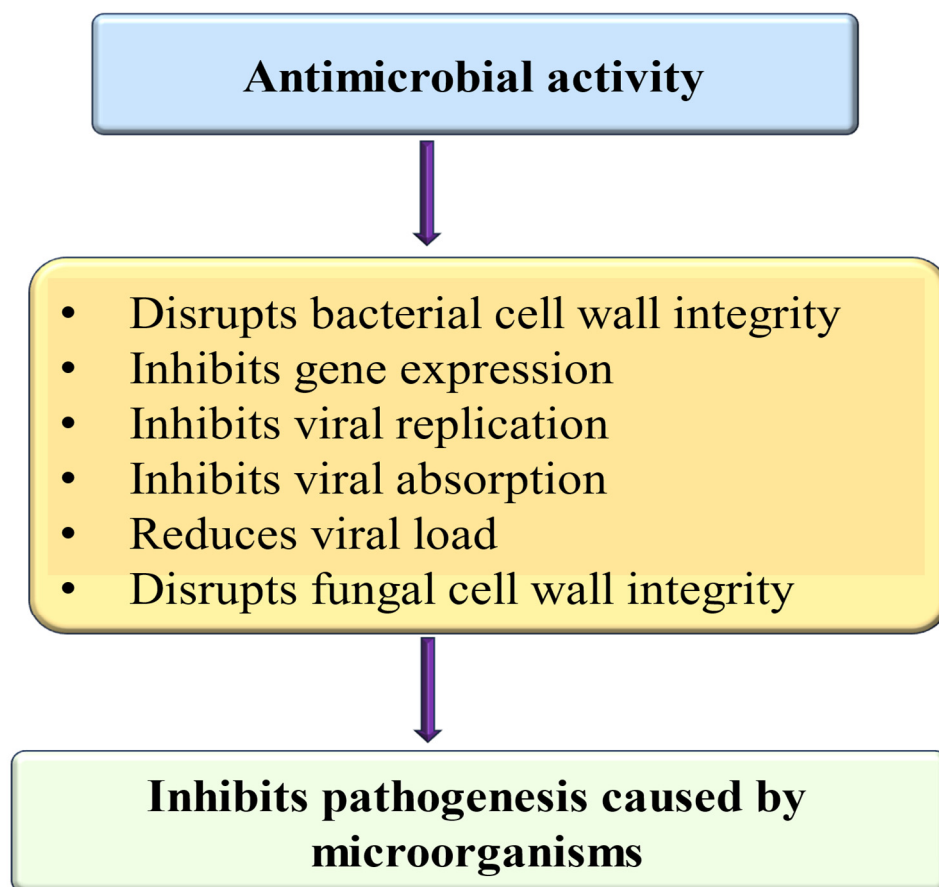 Antimicrobial activity
• Disrupts bacterial cell wall integrity
• Inhibits gene expression
• Inhibits viral replication
• Inhibits viral absorption
• Reduces viral load
• Disrupts fungal cell wall integrity
Inhibits pathogenesis caused by
microorganisms